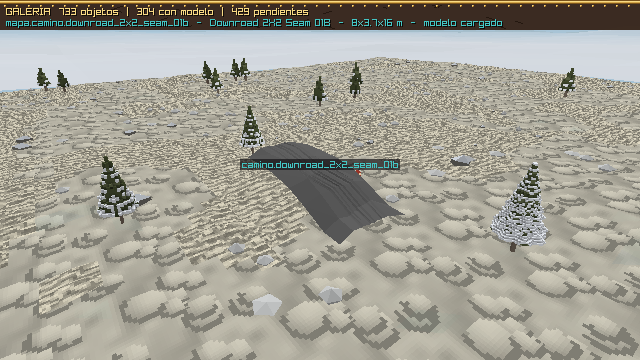 GALERIA 733 objetos | 304 con modelo | 429 pendientes
mapa.camino.downroad_2x2_seam_01b - Downroad 2X2 Seam 01B - 8x3.7x16 m - modelo cargado
camino.downroad_2x2_seam_01b